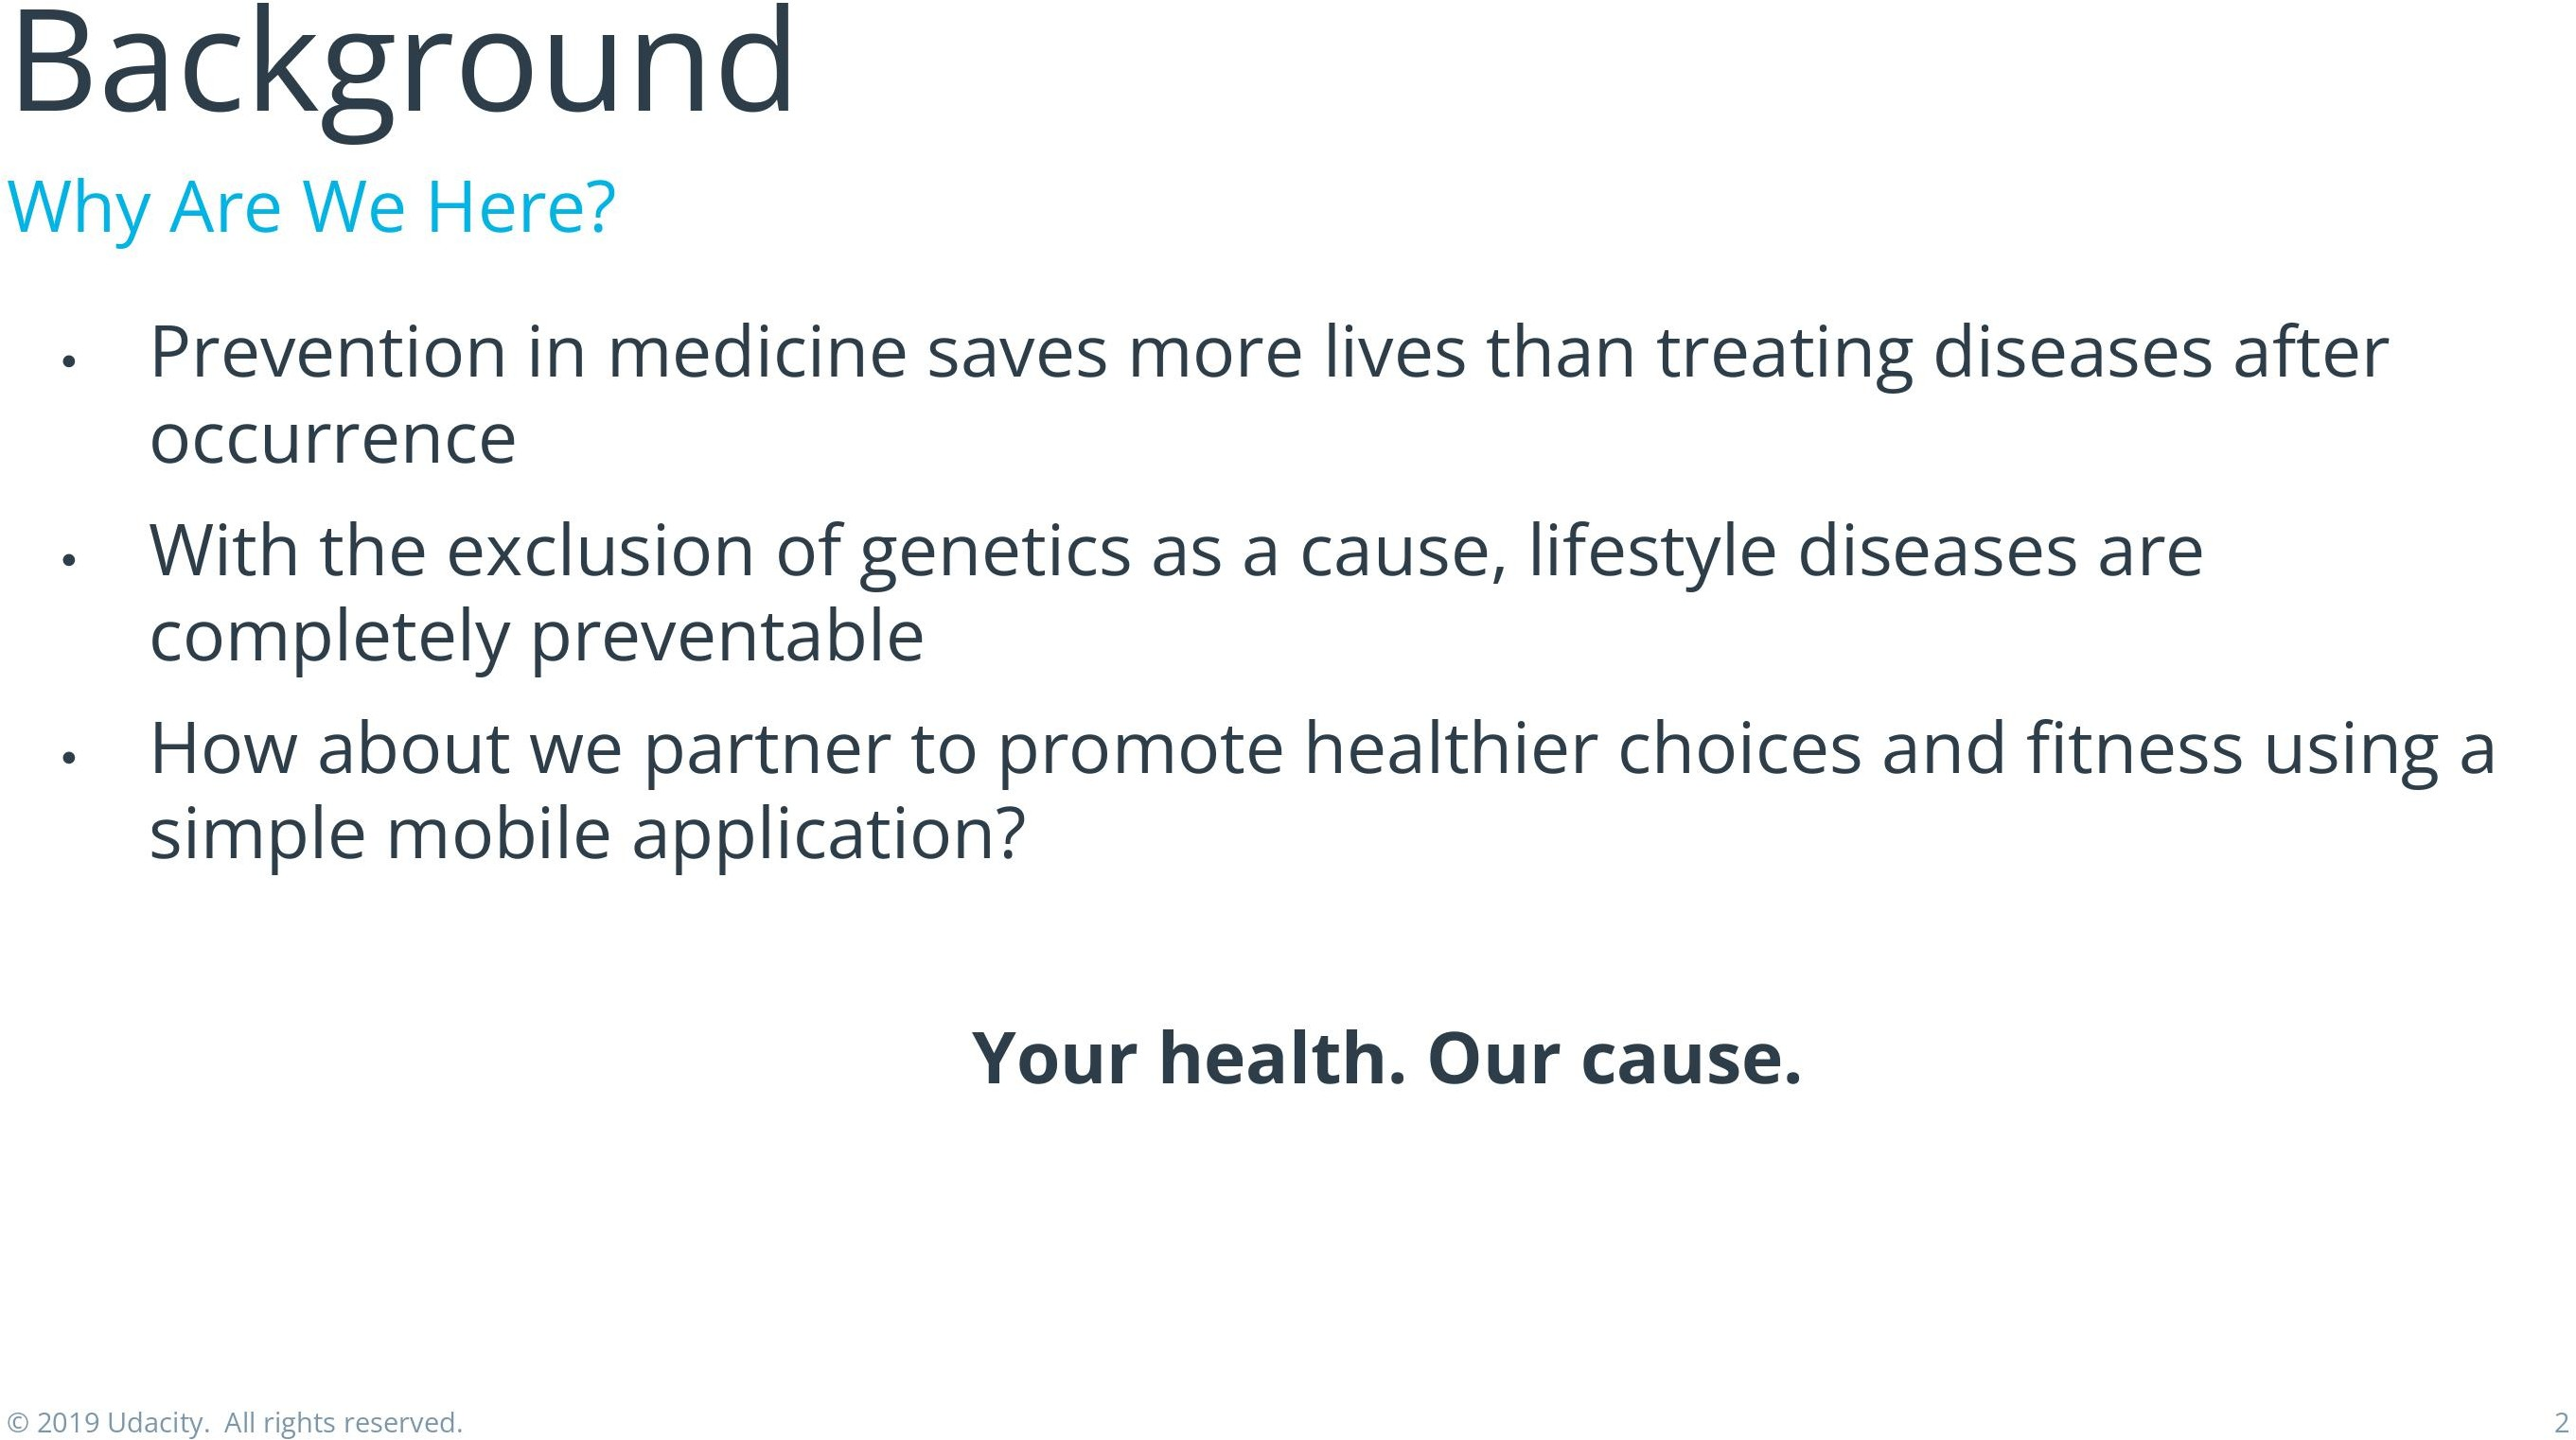 Background
Why Are We Here?
• Prevention in medicine saves more lives than treating diseases after
occurrence
• With the exclusion of genetics as a cause, lifestyle diseases are
completely preventable
• How about we partner to promote healthier choices and fitness using a
simple mobile application?
Your health. Our cause.
© 2019 Udacity.  All rights reserved.
2